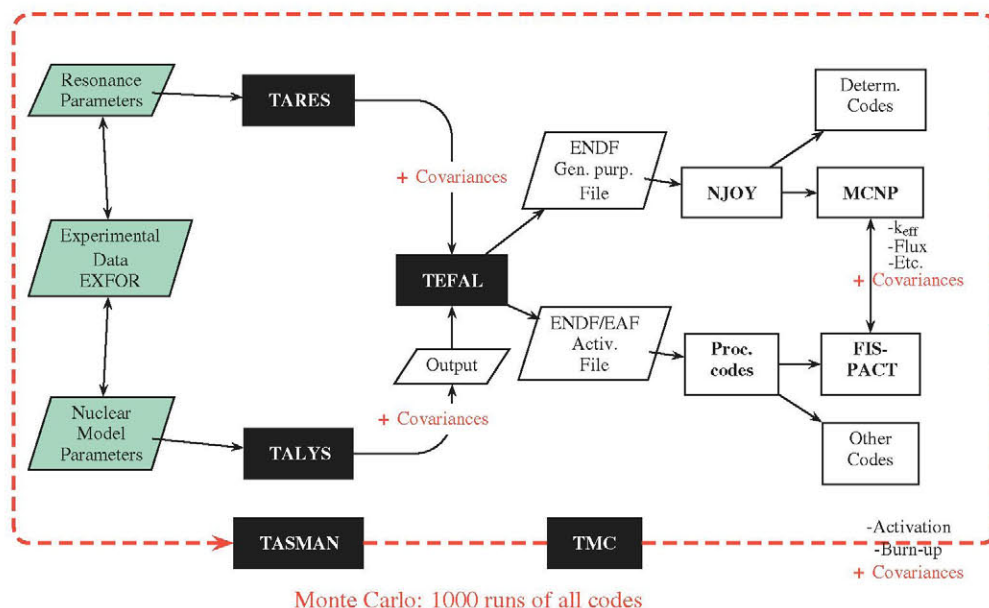 Resonance
Parameters
TARES
Determ.
Codes
+ Covariances
ENDF
Gen. purp.
File
NJOY
MCNP
-keff
-Flux
-Etc.
+ Covariances
Experimental
Data
EXFOR
TEFAL
ENDF/EAF
Activ.
File
Output
Proc.
codes
FIS-
PACT
+ Covariances
Nuclear
Model
Parameters
TALYS
Other
Codes
TASMAN
TMC
-Activation
-Burn-up
+ Covariances
Monte Carlo: 1000 runs of all codes